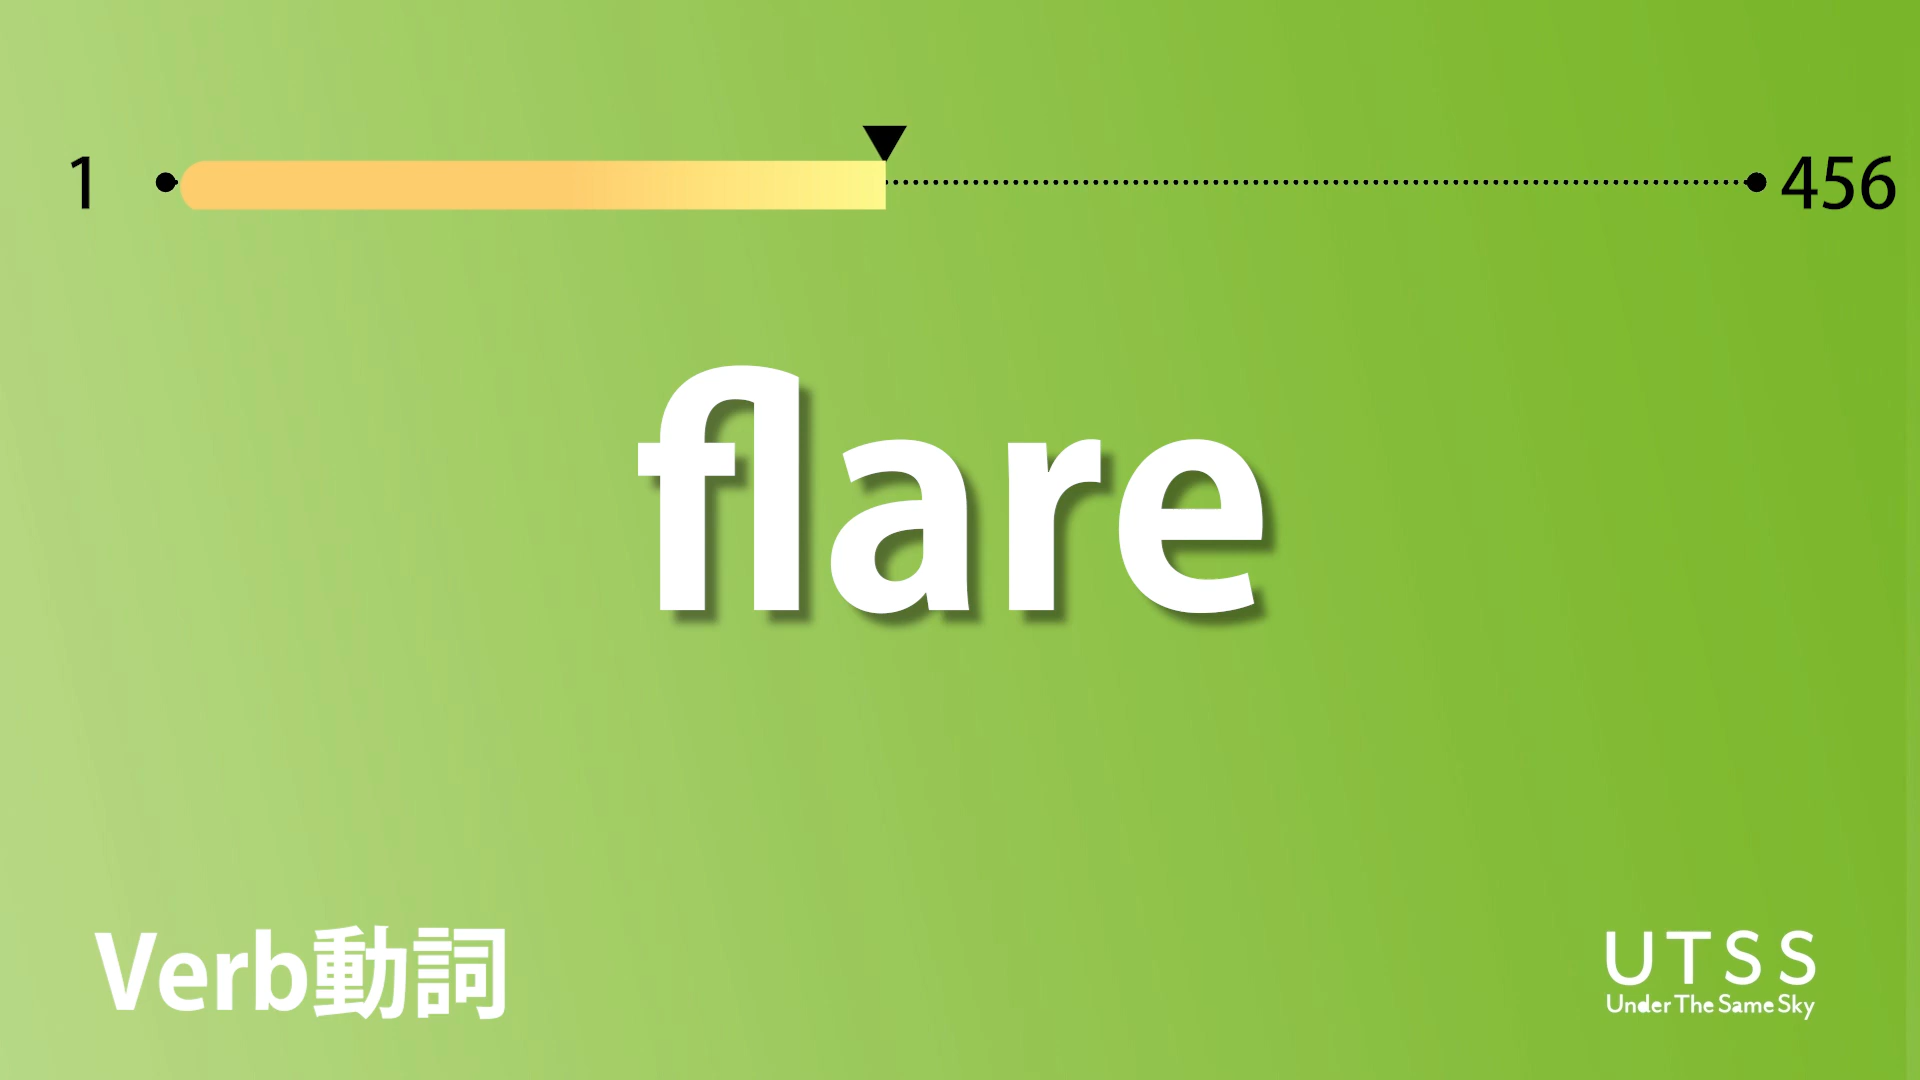 1
456
flare
Verb動詞
UTSS
Under The Same Sky